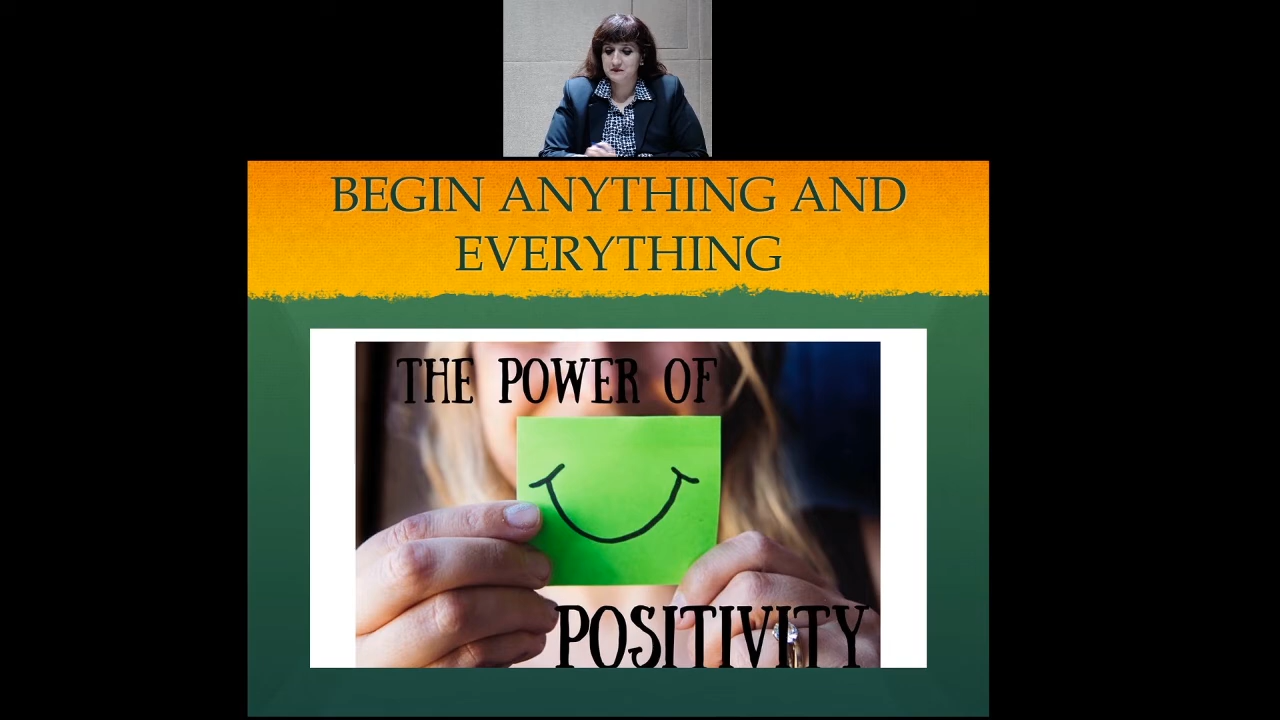 BEGIN ANYTHING AND
EVERYTHING
THE POWER OF
POSITIVITY